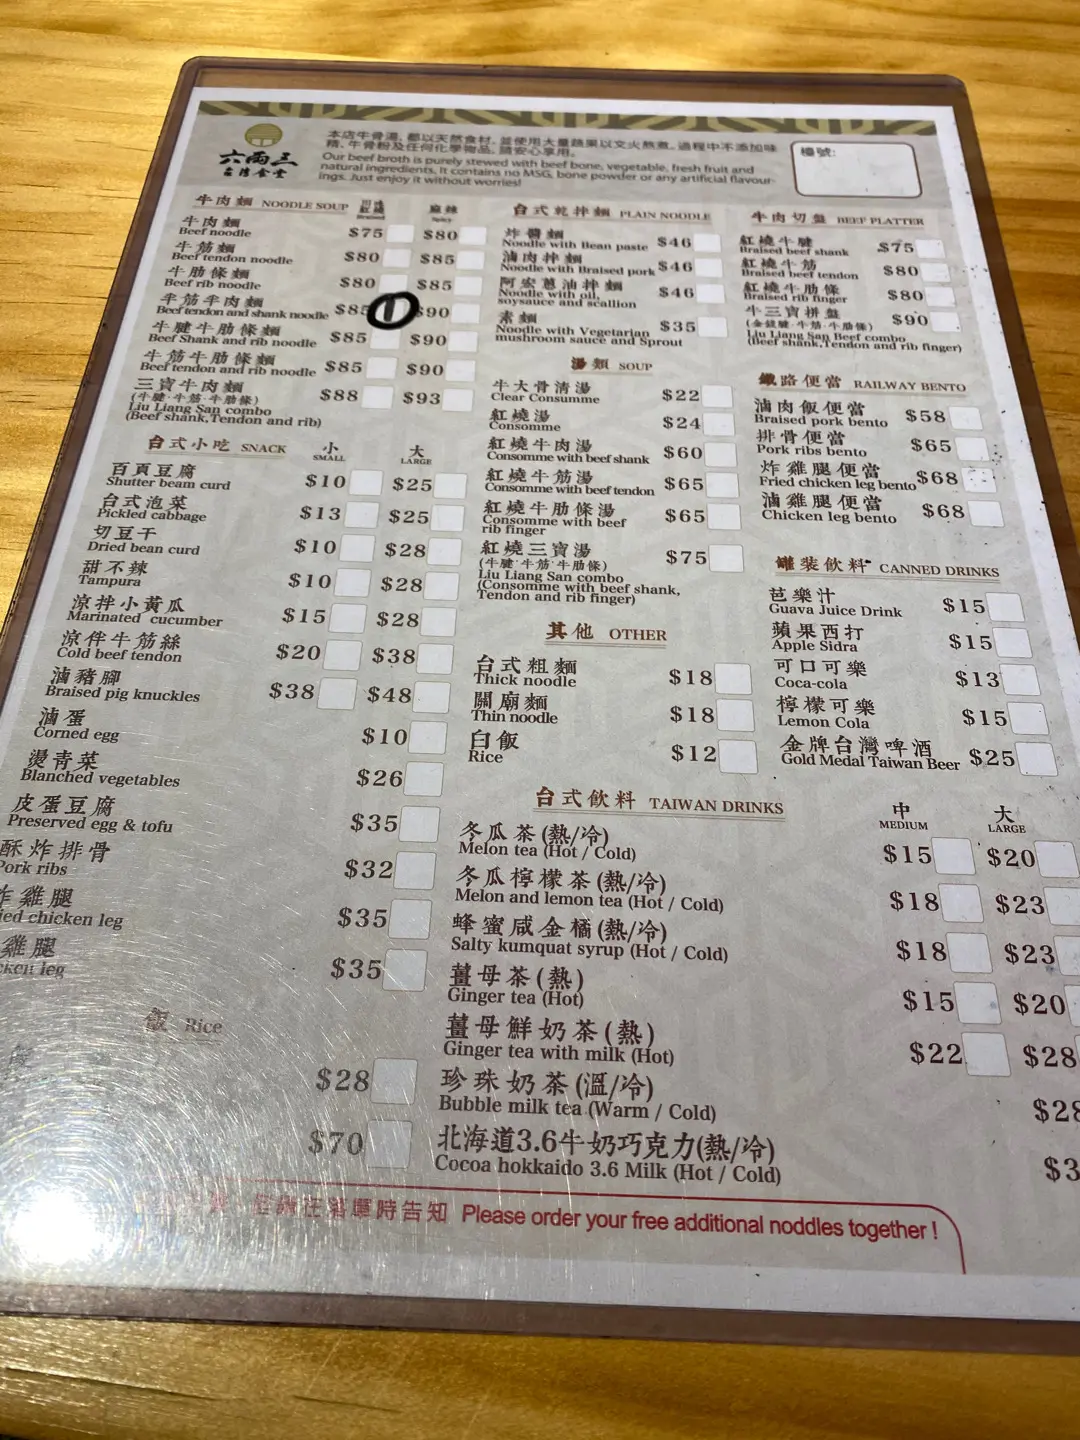 六兩三
台灣食堂
本店牛骨湯, 都以天然食材, 並使用大量蔬果以文火熬煮, 過程中不添加味
精, 牛骨粉及任何化學物品, 請安心享用。
Our beef broth is purely stewed with beef bone, vegetable, fresh fruit and
natural ingredients, It contains no MSG, bone powder or any artificial flavour-
ings. Just enjoy it without worries!
檯號:
牛肉麵 NOODLE SOUP 麻辣
Braised Spicy
牛肉麵
Beef noodle $75 $80
牛筋麵
Beef tendon noodle $80 $85
牛肋條麵
Beef rib noodle $80 $85
半筋半肉麵
Beef tendon and shank noodle $85 1 $90
牛腱牛肋條麵
Beef Shank and rib noodle $85 $90
牛筋牛肋條麵
Beef tendon and rib noodle $85 $90
三寶牛肉麵
(牛腱·牛筋·牛肋條)
Liu Liang San combo
(Beef shank,Tendon and rib) $88 $93
台式小吃 SNACK 小 SMALL 大 LARGE
百頁豆腐
Shutter beam curd $10 $25
台式泡菜
Pickled cabbage $13 $25
切豆干
Dried bean curd $10 $28
甜不辣
Tampura $10 $28
涼拌小黃瓜
Marinated cucumber $15 $28
涼伴牛筋絲
Cold beef tendon $20 $38
滷豬腳
Braised pig knuckles $38 $48
滷蛋
Corned egg $10
燙青菜
Blanched vegetables $26
皮蛋豆腐
Preserved egg & tofu $35
酥炸排骨
Pork ribs $32
炸雞腿
ied chicken leg $35
雞腿
cken leg $35
飯 Rice
$28
$70
台式乾拌麵 PLAIN NOODLE
炸醬麵
Noodle with Bean paste $46
滷肉拌麵
Noodle with Braised pork $46
阿宏蔥油拌麵
Noodle with oil,
soysauce and scallion $46
素麵
Noodle with Vegetarian
mushroom sauce and Sprout $35
湯類 SOUP
牛大骨清湯
Clear Consumme $22
紅燒湯
Consomme $24
紅燒牛肉湯
Consomme with beef shank $60
紅燒牛筋湯
Consomme with beef tendon $65
紅燒牛肋條湯
Consomme with beef
rib finger $65
紅燒三寶湯
(牛腱·牛筋·牛肋條)
Liu Liang San combo
(Consomme with beef shank,
Tendon and rib finger) $75
其他 OTHER
台式粗麵
Thick noodle $18
關廟麵
Thin noodle $18
白飯
Rice $12
牛肉切盤 BEEF PLATTER
紅燒牛腱
Braised beef shank $75
紅燒牛筋
Braised beef tendon $80
紅燒牛肋條
Braised rib finger $80
牛三寶拼盤
(金錢腱·牛筋·牛肋條)
Liu Liang San Beef combo
(Beef shank,Tendon and rib finger) $90
鐵路便當 RAILWAY BENTO
滷肉飯便當
Braised pork bento $58
排骨便當
Pork ribs bento $65
炸雞腿便當
Fried chicken leg bento $68
滷雞腿便當
Chicken leg bento $68
罐裝飲料 CANNED DRINKS
芭樂汁
Guava Juice Drink $15
蘋果西打
Apple Sidra $15
可口可樂
Coca-cola $13
檸檬可樂
Lemon Cola $15
金牌台灣啤酒
Gold Medal Taiwan Beer $25
台式飲料 TAIWAN DRINKS 中 MEDIUM 大 LARGE
冬瓜茶(熱/冷)
Melon tea (Hot / Cold) $15 $20
冬瓜檸檬茶(熱/冷)
Melon and lemon tea (Hot / Cold) $18 $23
蜂蜜咸金橘(熱/冷)
Salty kumquat syrup (Hot / Cold) $18 $23
薑母茶(熱)
Ginger tea (Hot) $15 $20
薑母鮮奶茶(熱)
Ginger tea with milk (Hot) $22 $28
珍珠奶茶(溫/冷)
Bubble milk tea (Warm / Cold) $28
北海道3.6牛奶巧克力(熱/冷)
Cocoa hokkaido 3.6 Milk (Hot / Cold) $3
落單時告知 Please order your free additional noddles together !